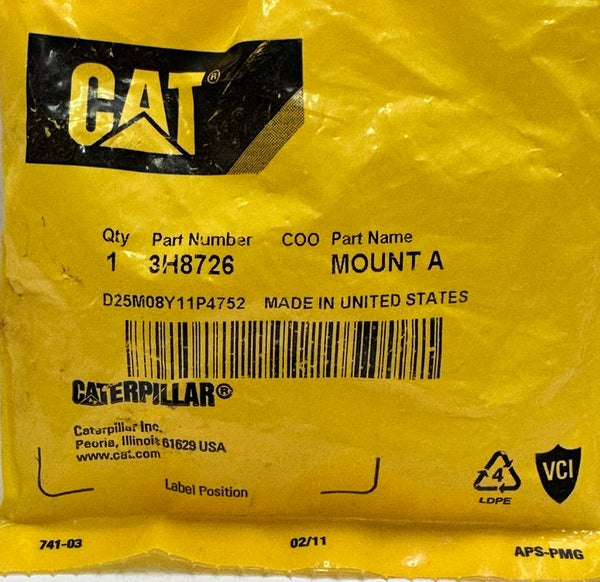 CAT®
Qty Part Number COO Part Name
1 3H8726 MOUNT A
D25M08Y11P4752 MADE IN UNITED STATES
CATERPILLAR®
Caterpillar Inc.
Peoria, Illinois 61629 USA
www.cat.com
Label Position
4
LDPE
VCI
741-03 02/11 APS-PMG